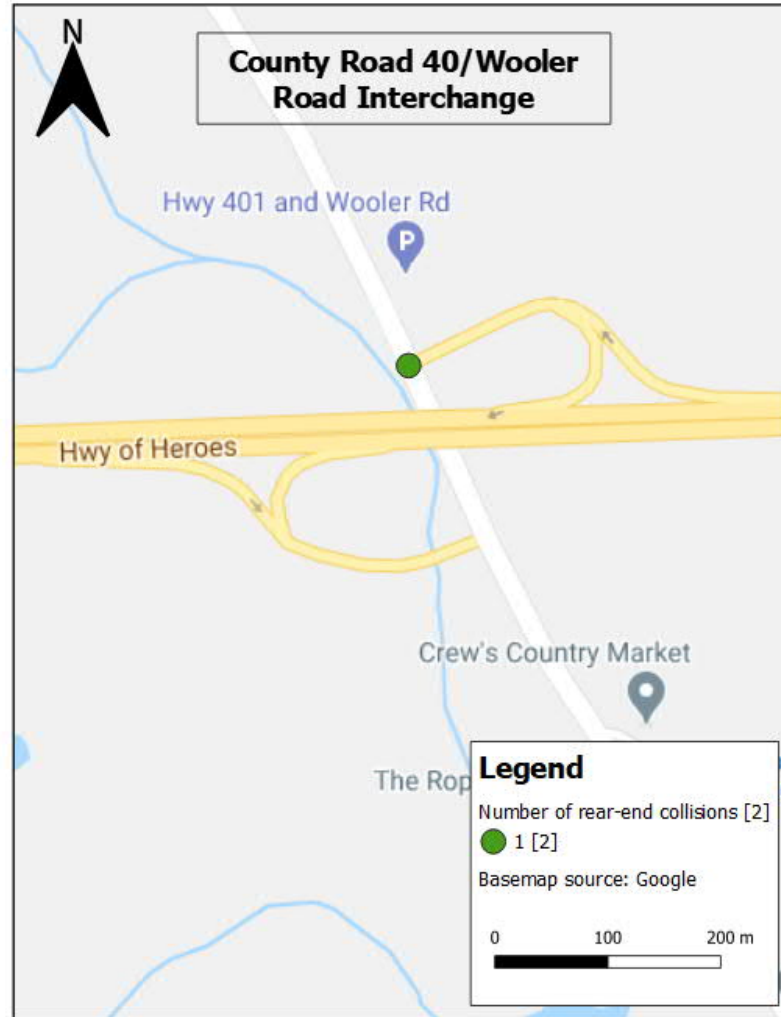 N
County Road 40/Wooler
Road Interchange
Hwy 401 and Wooler Rd
P
Hwy of Heroes
Crew's Country Market
The Rop
Legend
Number of rear-end collisions [2]
1 [2]
Basemap source: Google
0 100 200 m